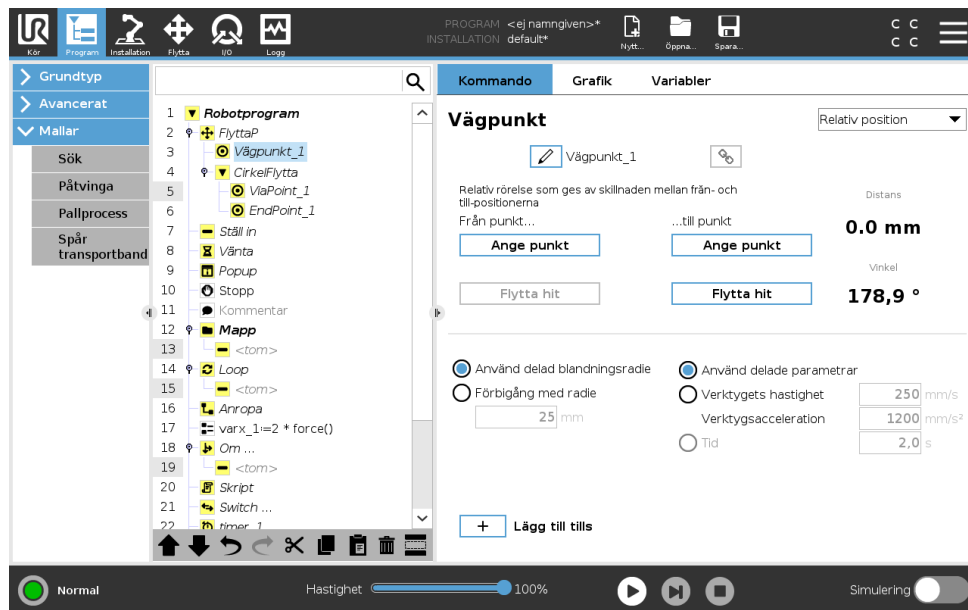 PROGRAM <ej namngiven>*
INSTALLATION default*
Kör
Program
Installation
Flytta
I/O
Logg
Nytt...
Öppna...
Spara...
C C
C C
Grundtyp
Avancerat
Mallar
Sök
Påtvinga
Pallprocess
Spår
transportband
1 Robotprogram
2 FlyttaP
3 Vägpunkt_1
4 CirkelFlytta
5 ViaPoint_1
6 EndPoint_1
7 Ställ in
8 Vänta
9 Popup
10 Stopp
11 Kommentar
12 Mapp
13 <tom>
14 Loop
15 <tom>
16 Anropa
17 varx_1:=2 * force()
18 Om ...
19 <tom>
20 Skript
21 Switch ...
22 timer_1
Kommando
Grafik
Variabler
Vägpunkt
Relativ position
Vägpunkt_1
Relativ rörelse som ges av skillnaden mellan från- och
till-positionerna
Från punkt...
...till punkt
Ange punkt
Ange punkt
Flytta hit
Flytta hit
Distans
0.0 mm
Vinkel
178,9 °
Använd delad blandningsradie
Förbigång med radie
25 mm
Använd delade parametrar
Verktygets hastighet 250 mm/s
Verktygsacceleration 1200 mm/s²
Tid 2,0 s
+ Lägg till tills
Normal
Hastighet 100%
Simulering